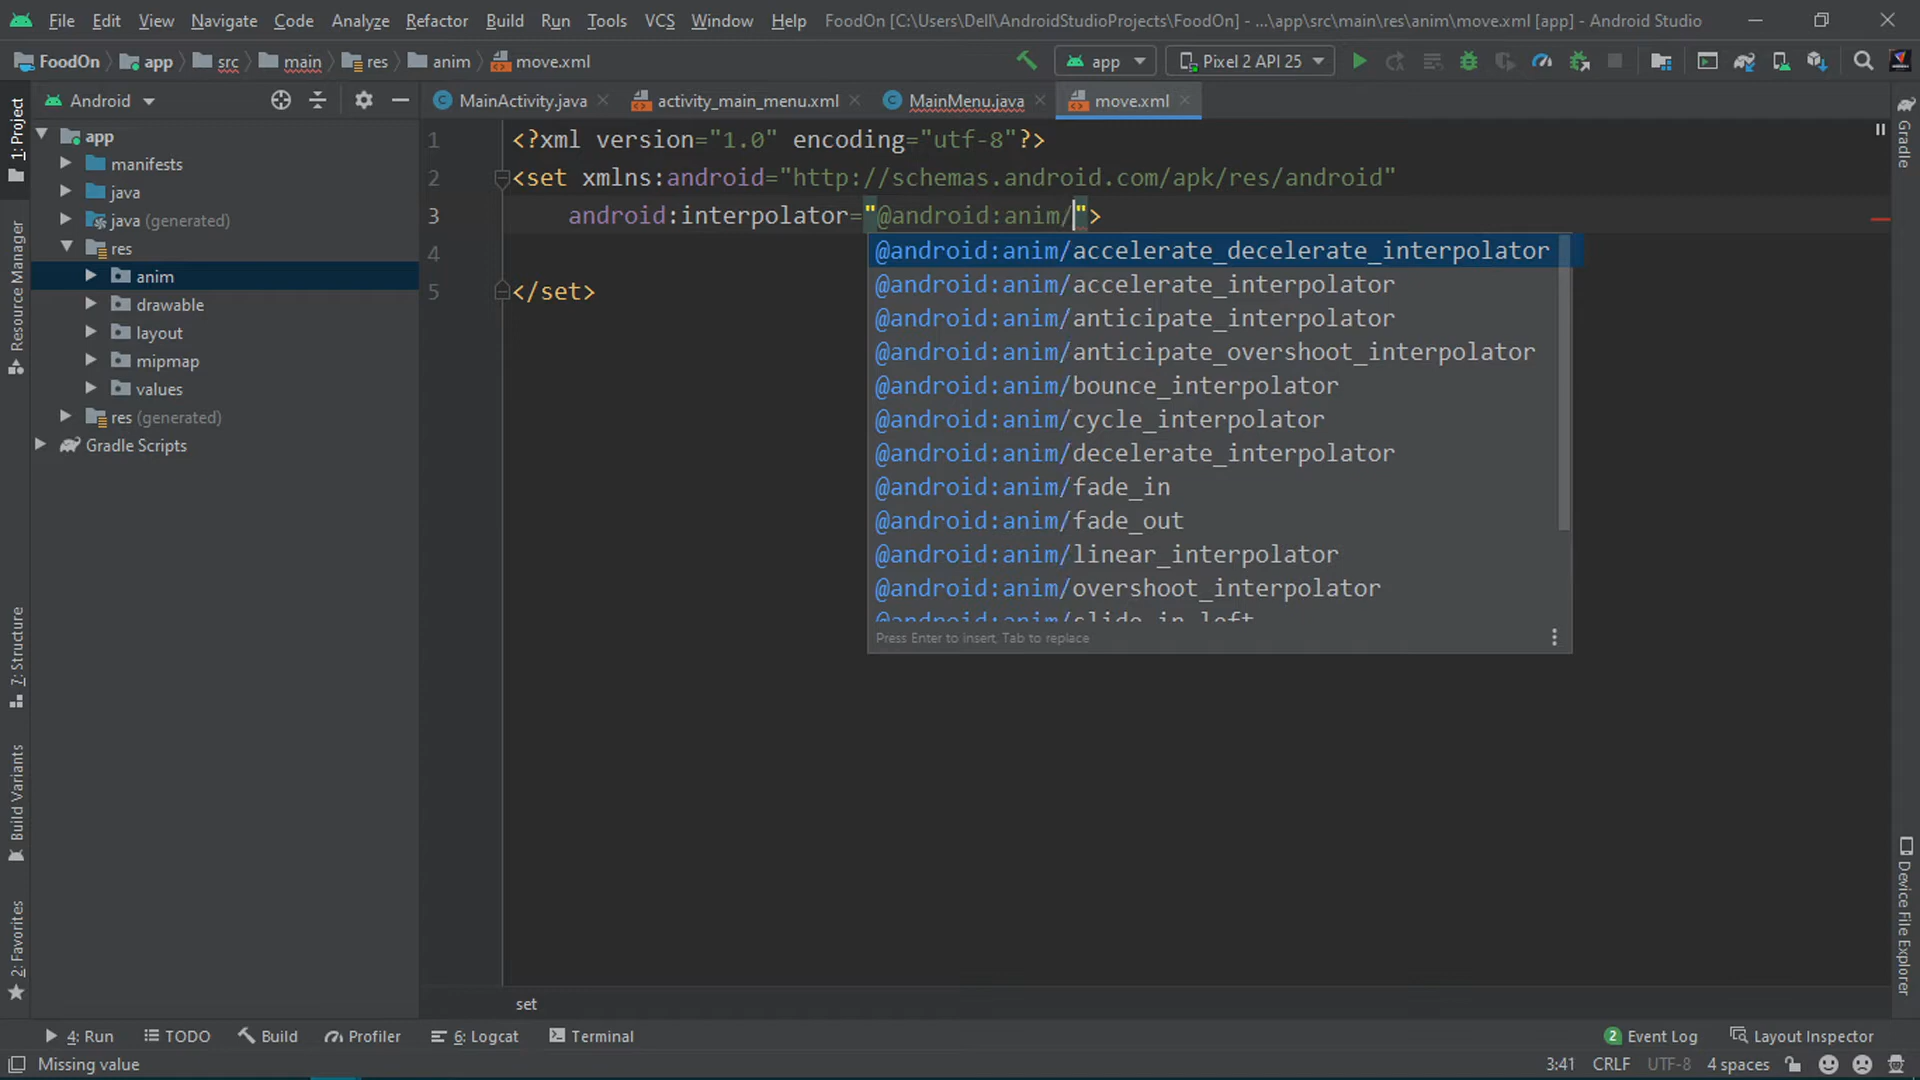 File Edit View Navigate Code Analyze Refactor Build Run Tools VCS Window Help FoodOn [C:\Users\Dell\AndroidStudioProjects\FoodOn] - ...\app\src\main\res\anim\move.xml [app] - Android Studio
FoodOn app src main res anim move.xml app Pixel 2 API 25
Android MainActivity.java activity_main_menu.xml MainMenu.java move.xml
1: Project
Resource Manager
7: Structure
Build Variants
2: Favorites
app
manifests
java
java (generated)
res
anim
drawable
layout
mipmap
values
res (generated)
Gradle Scripts
1 <?xml version="1.0" encoding="utf-8"?>
2 <set xmlns:android="http://schemas.android.com/apk/res/android"
3 android:interpolator="@android:anim/">
4
5 </set>
@android:anim/accelerate_decelerate_interpolator
@android:anim/accelerate_interpolator
@android:anim/anticipate_interpolator
@android:anim/anticipate_overshoot_interpolator
@android:anim/bounce_interpolator
@android:anim/cycle_interpolator
@android:anim/decelerate_interpolator
@android:anim/fade_in
@android:anim/fade_out
@android:anim/linear_interpolator
@android:anim/overshoot_interpolator
@android:anim/slide_in_left
Press Enter to insert, Tab to replace
Gradle
Device File Explorer
set
4: Run TODO Build Profiler 6: Logcat Terminal 2 Event Log Layout Inspector
Missing value 3:41 CRLF UTF-8 4 spaces